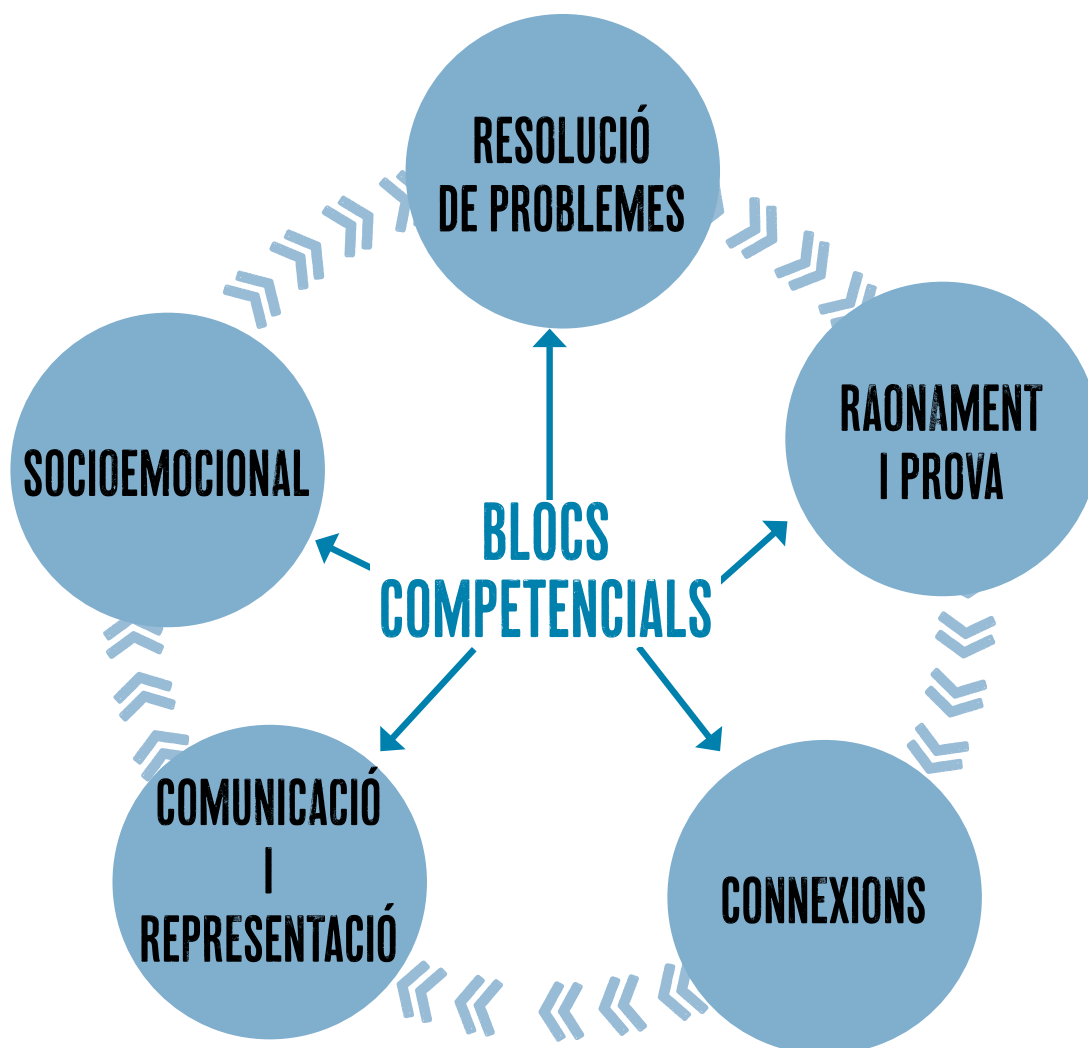 RESOLUCIÓ
DE PROBLEMES
RAONAMENT
I PROVA
SOCIOEMOCIONAL
BLOCS
COMPETENCIALS
COMUNICACIÓ
I
REPRESENTACIÓ
CONNEXIONS